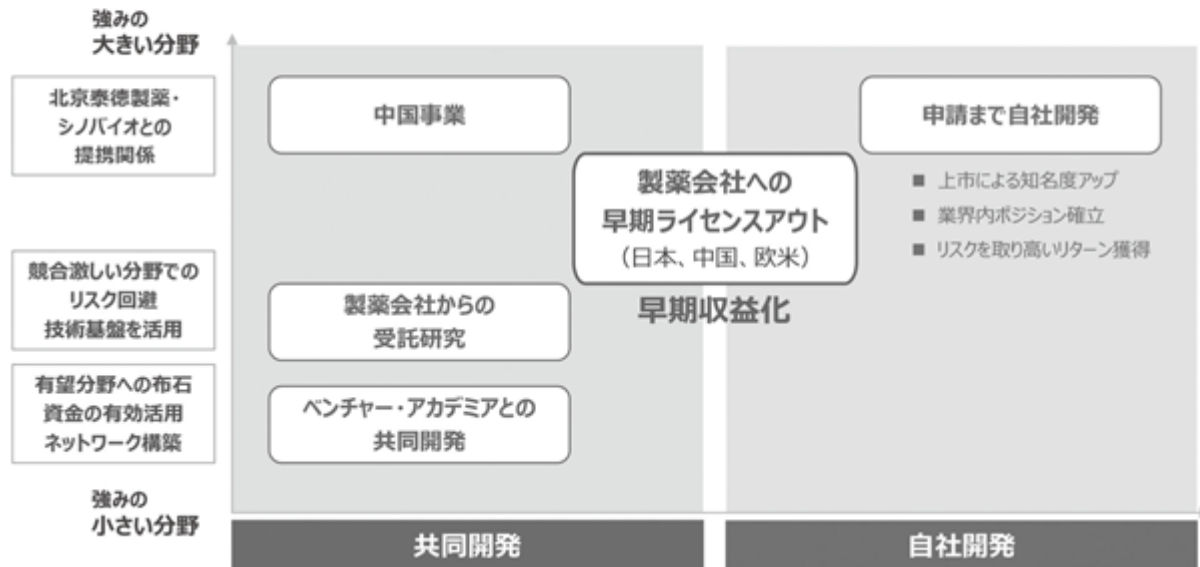 強みの
大きい分野
北京泰徳製薬・
シノバイオとの
提携関係
中国事業
申請まで自社開発
製薬会社への
早期ライセンスアウト
（日本、中国、欧米）
■ 上市による知名度アップ
■ 業界内ポジション確立
■ リスクを取り高いリターン獲得
早期収益化
競合激しい分野での
リスク回避
技術基盤を活用
製薬会社からの
受託研究
有望分野への布石
資金の有効活用
ネットワーク構築
ベンチャー・アカデミアとの
共同開発
強みの
小さい分野
共同開発
自社開発